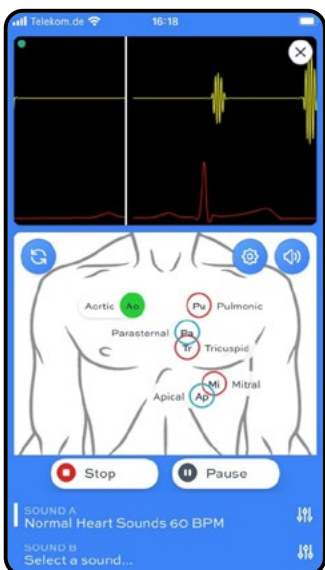 Telekom.de 16:18
Aortic Ao Pu Pulmonic
Parasternal Pa
Tr Tricuspid
Mi Mitral
Apical Ap
Stop Pause
SOUND A
Normal Heart Sounds 60 BPM
SOUND B
Select a sound...